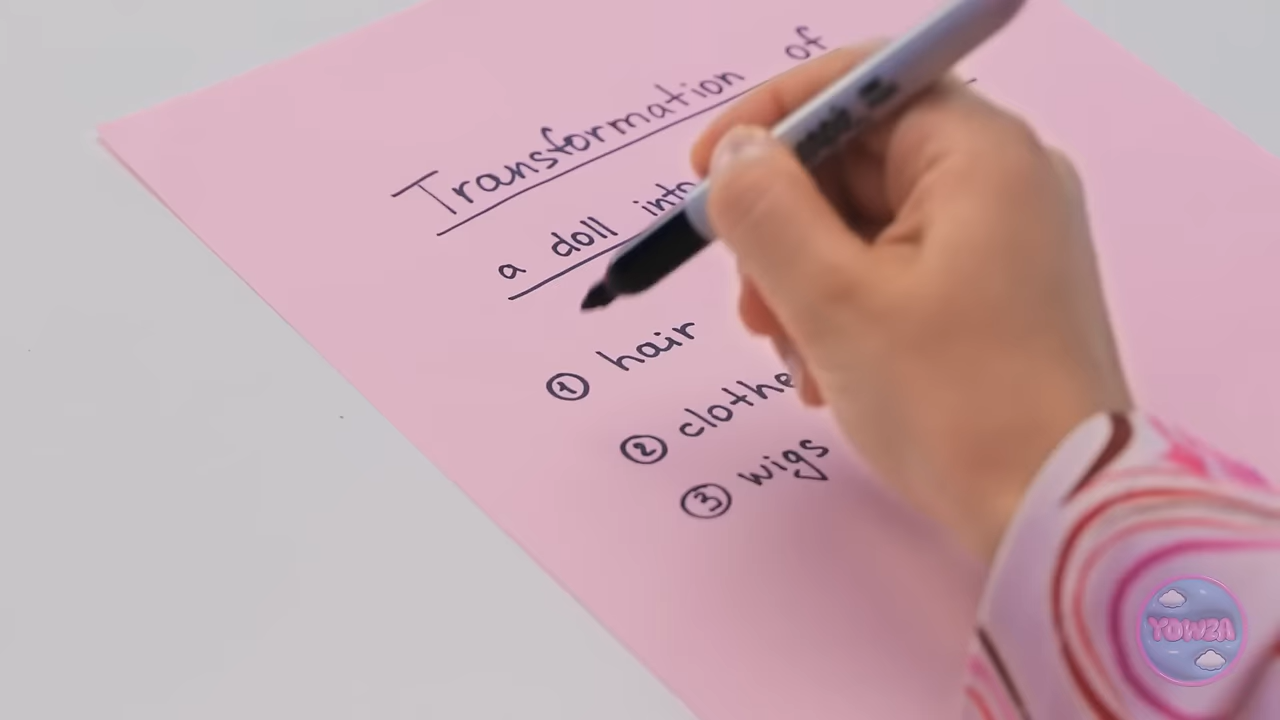 Transformation of
a doll into
① hair
② clothe
③ wigs
YOWZA